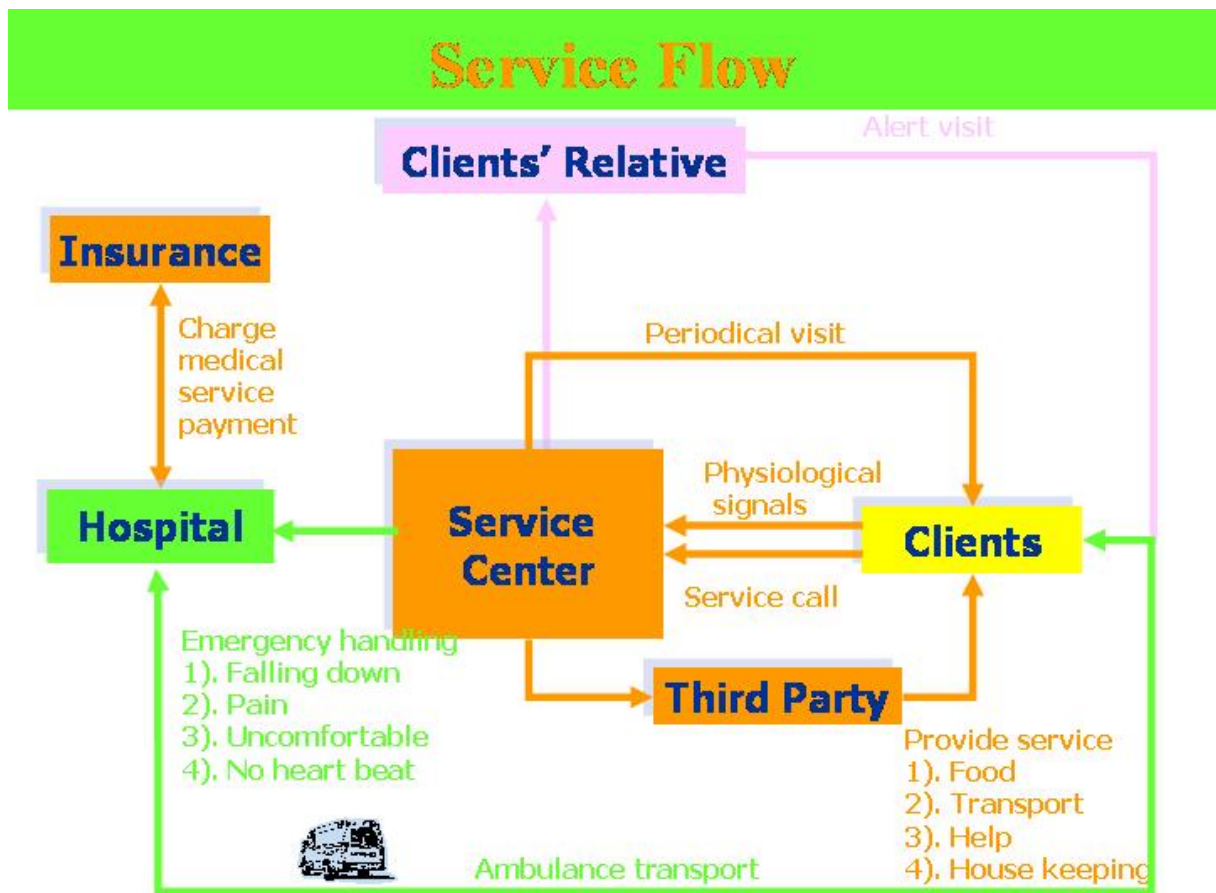 Service Flow
Alert visit
Clients' Relative
Insurance
Charge
medical
service
payment
Periodical visit
Hospital
Service
Center
Physiological
signals
Clients
Service call
Emergency handling
1). Falling down
2). Pain
3). Uncomfortable
4). No heart beat
Third Party
Provide service
1). Food
2). Transport
3). Help
4). House keeping
Ambulance transport